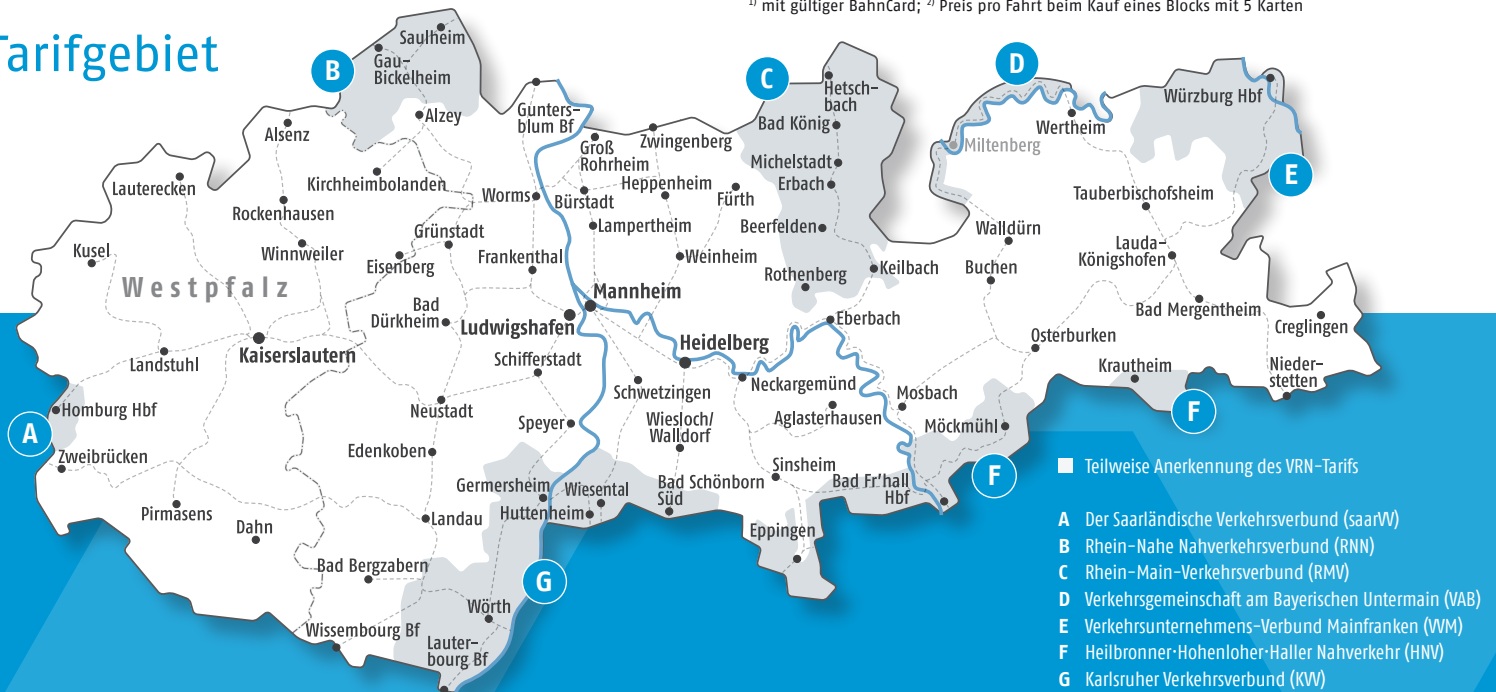 ¹⁾ mit gültiger BahnCard; ²⁾ Preis pro Fahrt beim Kauf eines Blocks mit 5 Karten
Tarifgebiet
B
Saulheim
Gau-
Bickelheim
Alzey
Alsenz
Gunters-
blum Bf
C
Hetsch-
bach
Bad König
Michelstadt
Erbach
Beerfelden
Rothenberg
D
Miltenberg
Wertheim
Würzburg Hbf
E
Lauterecken
Kirchheimbolanden
Rockenhausen
Winnweiler
Kusel
Westpfalz
Grünstadt
Eisenberg
Worms
Frankenthal
Groß
Rohrheim
Zwingenberg
Bürstadt
Heppenheim
Fürth
Lampertheim
Weinheim
Keilbach
Walldürn
Buchen
Tauberbischofsheim
Lauda-
Königshofen
Bad Mergentheim
Creglingen
Nieder-
stetten
Kaiserslautern
Landstuhl
Bad
Dürkheim
Ludwigshafen
Mannheim
Heidelberg
Eberbach
Osterburken
Krautheim
F
Schifferstadt
Schwetzingen
Neckargemünd
Mosbach
Aglasterhausen
Möckmühl
F
A
Homburg Hbf
Zweibrücken
Neustadt
Speyer
Wiesloch/
Walldorf
Edenkoben
Sinsheim
Bad Fr'hall
Hbf
Germersheim
Wiesental
Huttenheim
Bad Schönborn
Süd
Eppingen
Pirmasens
Dahn
Landau
Bad Bergzabern
G
Wörth
Wissembourg Bf
Lauter-
bourg Bf
Teilweise Anerkennung des VRN-Tarifs
A Der Saarländische Verkehrsverbund (saarVV)
B Rhein-Nahe Nahverkehrsverbund (RNN)
C Rhein-Main-Verkehrsverbund (RMV)
D Verkehrsgemeinschaft am Bayerischen Untermain (VAB)
E Verkehrsunternehmens-Verbund Mainfranken (VVM)
F Heilbronner·Hohenloher·Haller Nahverkehr (HNV)
G Karlsruher Verkehrsverbund (KVV)